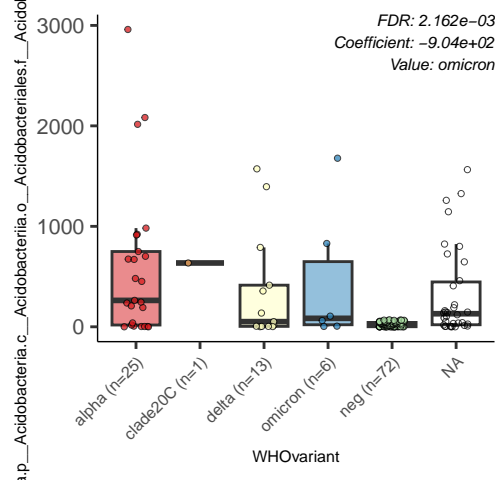 a.p__Acidobacteria.c__Acidobacteriia.o__Acidobacteriales.f__Acidol
FDR: 2.162e−03
Coefficient: −9.04e+02
Value: omicron
3000
2000
1000
0
alpha (n=25)
clade20C (n=1)
delta (n=13)
omicron (n=6)
neg (n=72)
NA
WHOvariant